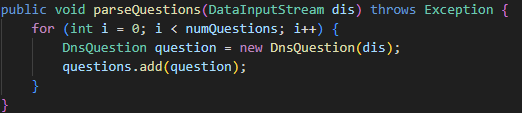 public void parseQuestions(DataInputStream dis) throws Exception {
    for (int i = 0; i < numQuestions; i++) {
        DnsQuestion question = new DnsQuestion(dis);
        questions.add(question);
    }
}